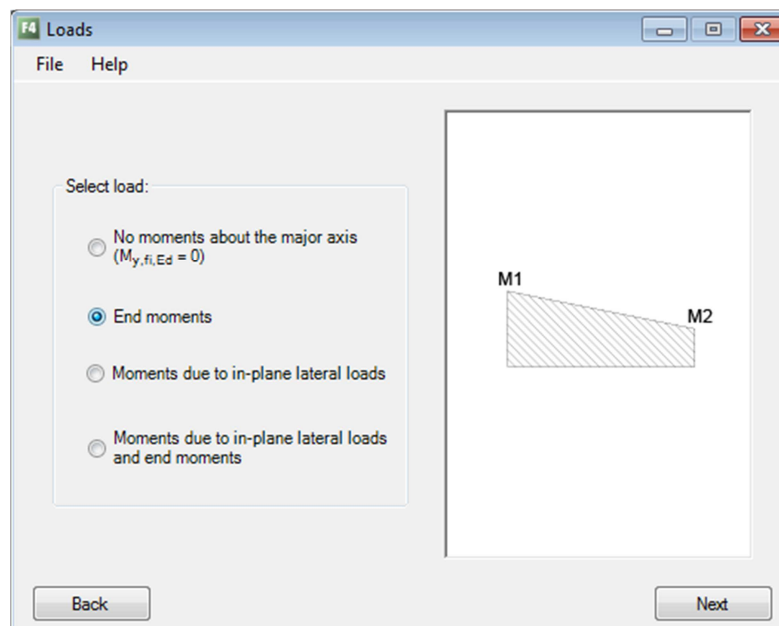 F4 Loads
File Help
Select load:
No moments about the major axis
(My,fi,Ed = 0)
End moments
Moments due to in-plane lateral loads
Moments due to in-plane lateral loads
and end moments
M1
M2
Back
Next